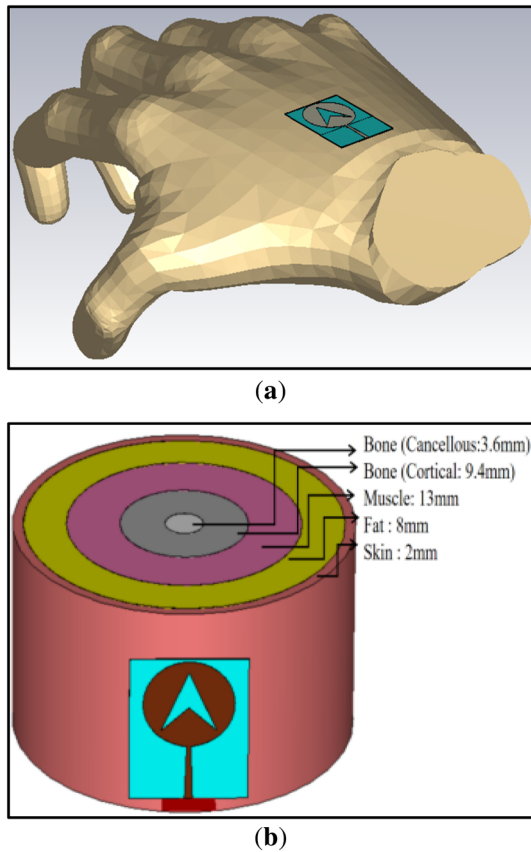 (a)
Bone (Cancellous:3.6mm)
Bone (Cortical: 9.4mm)
Muscle: 13mm
Fat : 8mm
Skin : 2mm
(b)